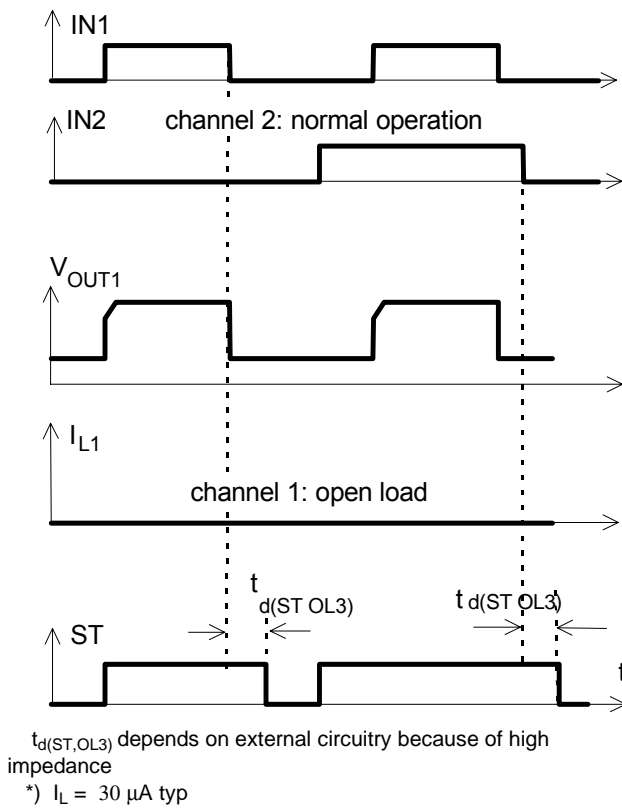 IN1
IN2 channel 2: normal operation
VOUT1
IL1
channel 1: open load
t d(ST OL3) t d(ST OL3)
ST t
td(ST,OL3) depends on external circuitry because of high
impedance
*) IL = 30 μA typ